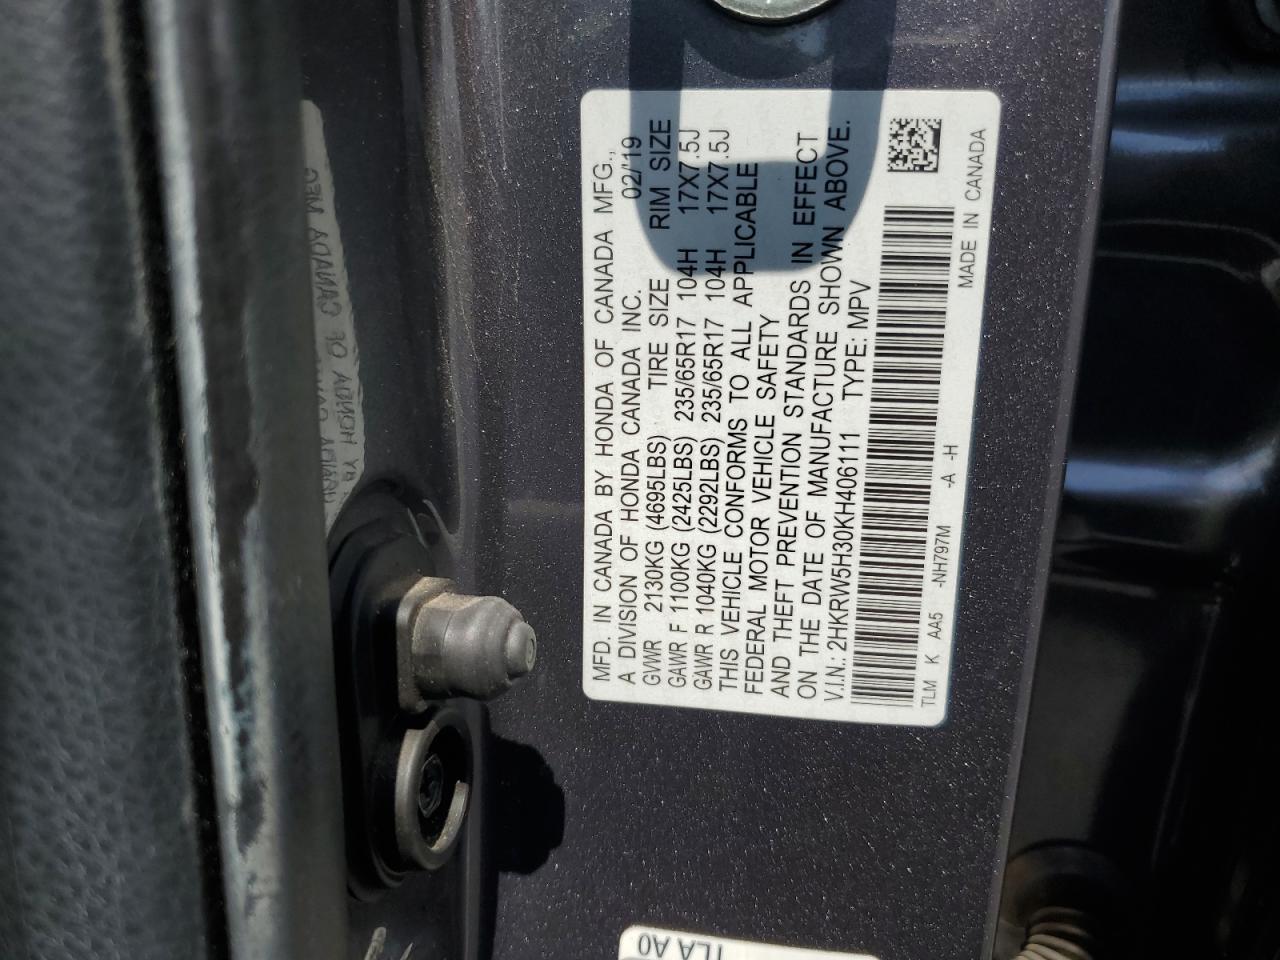 MFD. IN CANADA BY HONDA OF CANADA MFG.,
A DIVISION OF HONDA CANADA INC. 02/19
GVWR 2130KG (4695LBS) TIRE SIZE RIM SIZE
GAWR F 1100KG (2425LBS) 235/65R17 104H 17X7.5J
GAWR R 1040KG (2292LBS) 235/65R17 104H 17X7.5J
THIS VEHICLE CONFORMS TO ALL APPLICABLE
FEDERAL MOTOR VEHICLE SAFETY
AND THEFT PREVENTION STANDARDS IN EFFECT
ON THE DATE OF MANUFACTURE SHOWN ABOVE.
V.I.N.: 2HKRW5H30KH406111 TYPE: MPV
TLM K AA5 -NH797M -A -H
MADE IN CANADA
TLA A0